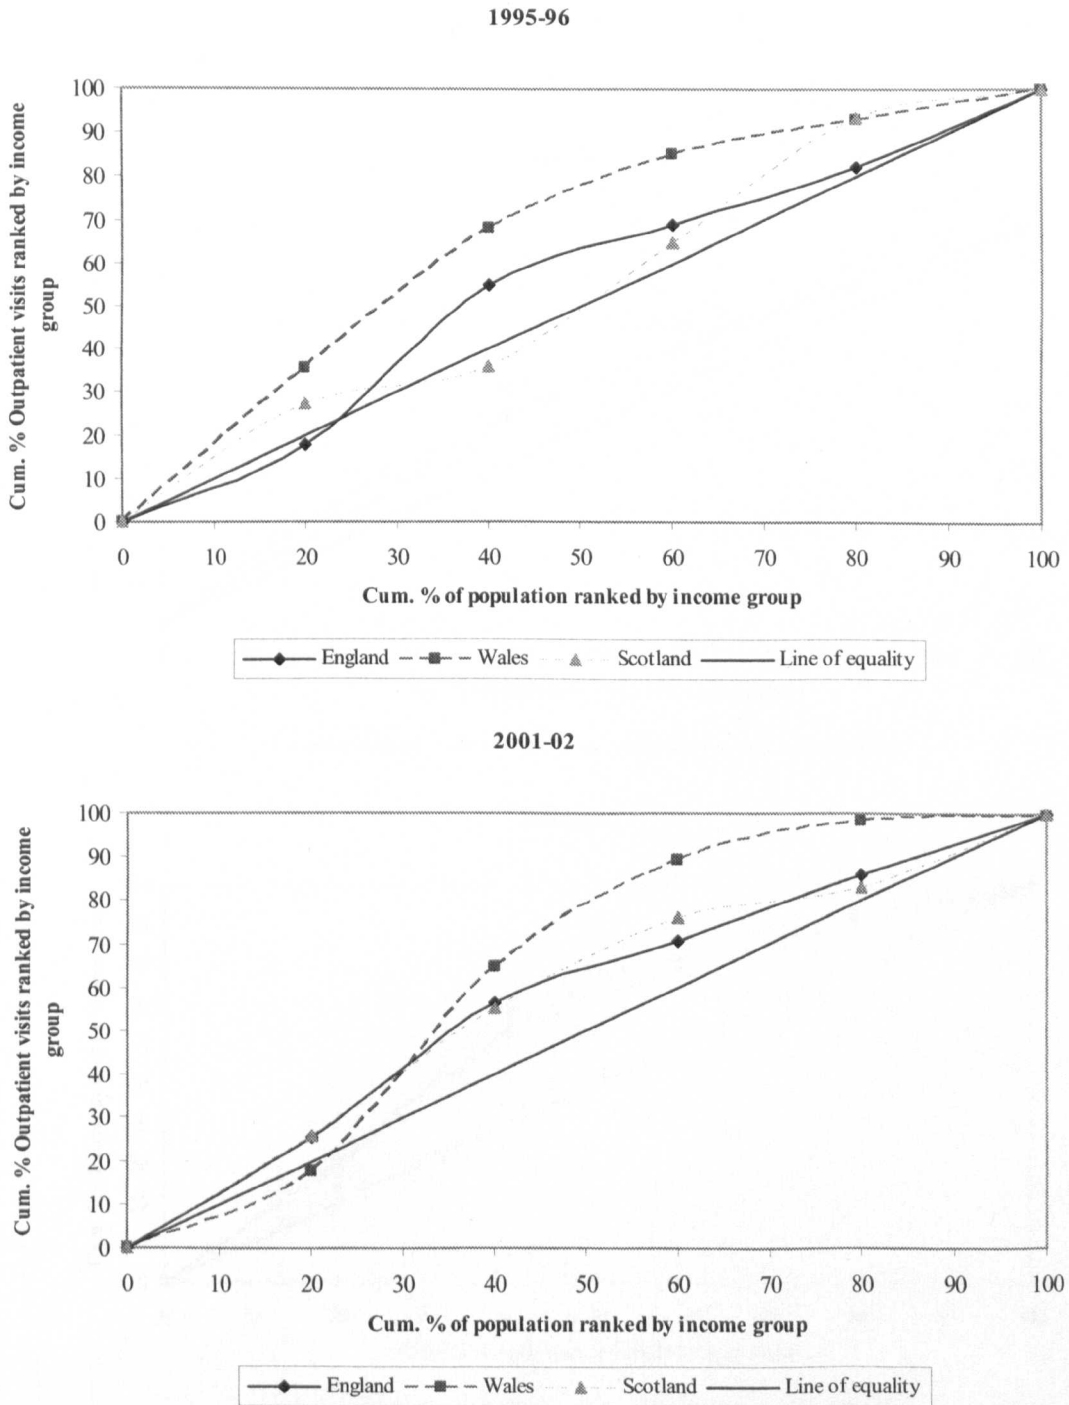 1995-96
Cum. % Outpatient visits ranked by income
group
100
90
80
70
60
50
40
30
20
10
0
0 10 20 30 40 50 60 70 80 90 100
Cum. % of population ranked by income group
England Wales Scotland Line of equality
2001-02
Cum. % Outpatient visits ranked by income
group
100
90
80
70
60
50
40
30
20
10
0
0 20 30 40 50 60 70 80 90 100
Cum. % of population ranked by income group
England Wales Scotland Line of equality